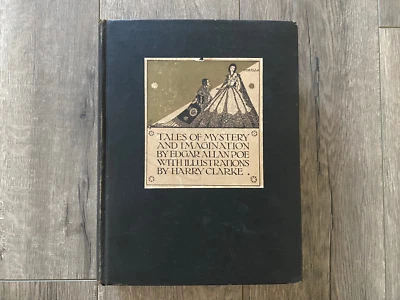 TALES OF MYSTERY
AND IMAGINATION
BY EDGAR ALLAN POE
WITH ILLUSTRATIONS
BY HARRY CLARKE .